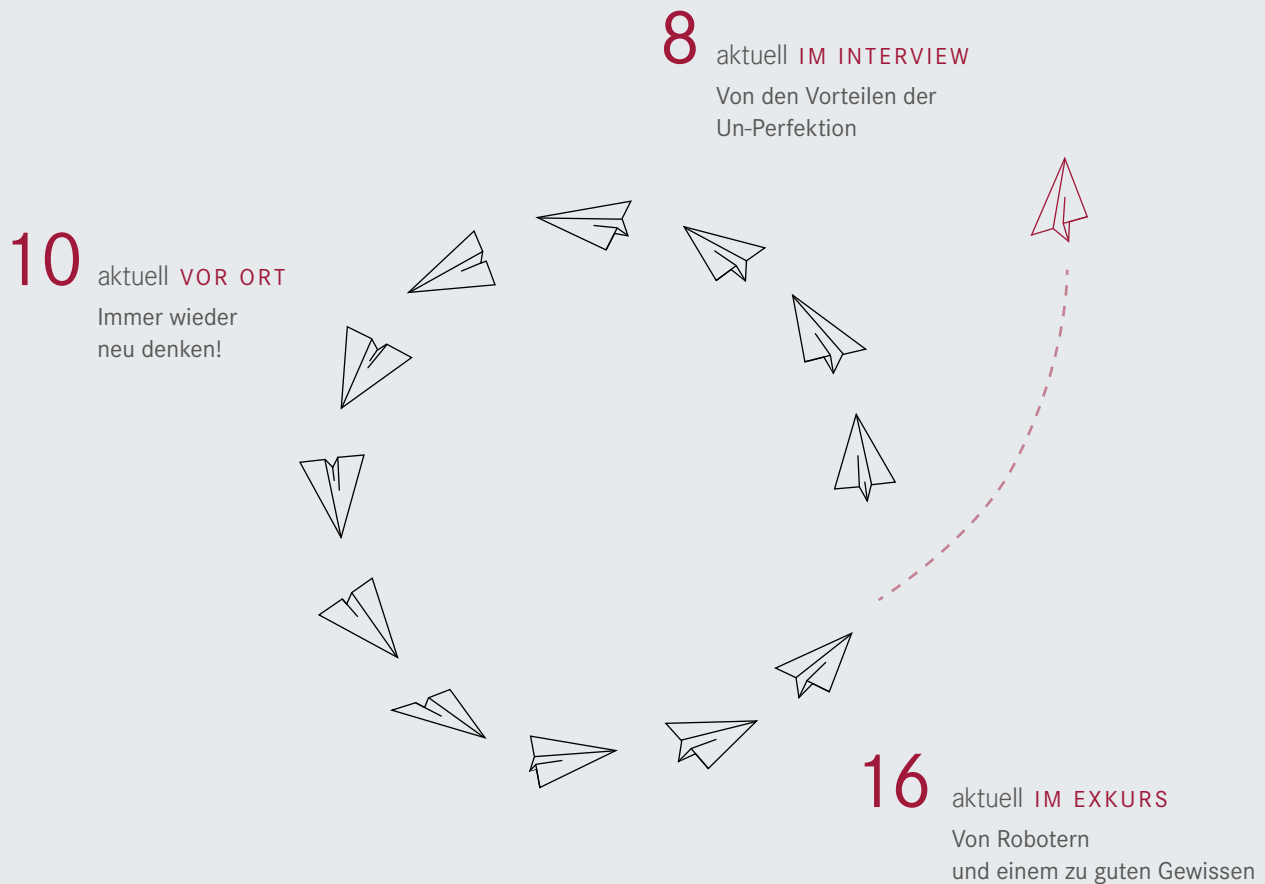 8 aktuell IM INTERVIEW
Von den Vorteilen der
Un-Perfektion
10 aktuell VOR ORT
Immer wieder
neu denken!
16 aktuell IM EXKURS
Von Robotern
und einem zu guten Gewissen